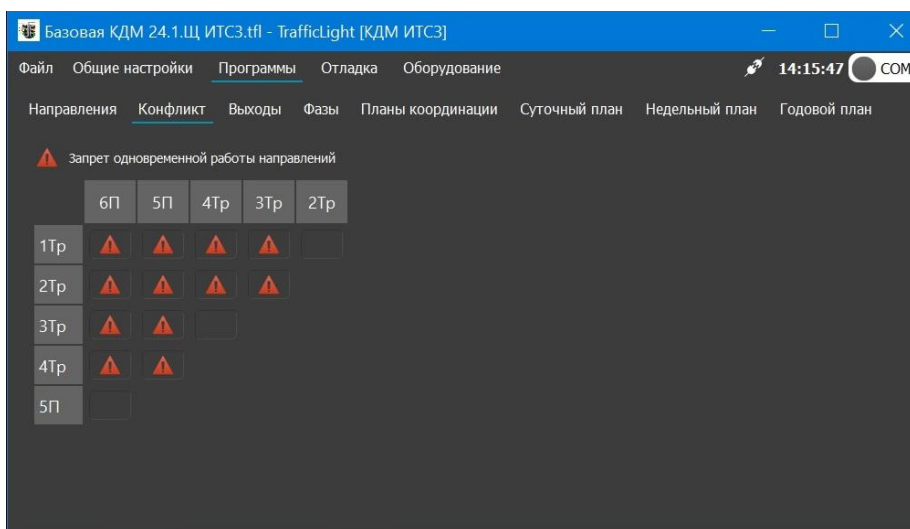 Базовая КДМ 24.1.Щ ИТС3.tfl - TrafficLight [КДМ ИТС3]
Файл Общие настройки Программы Отладка Оборудование 14:15:47 COM
Направления Конфликт Выходы Фазы Планы координации Суточный план Недельный план Годовой план
Запрет одновременной работы направлений
6П 5П 4Тр 3Тр 2Тр
1Тр
2Тр
3Тр
4Тр
5П